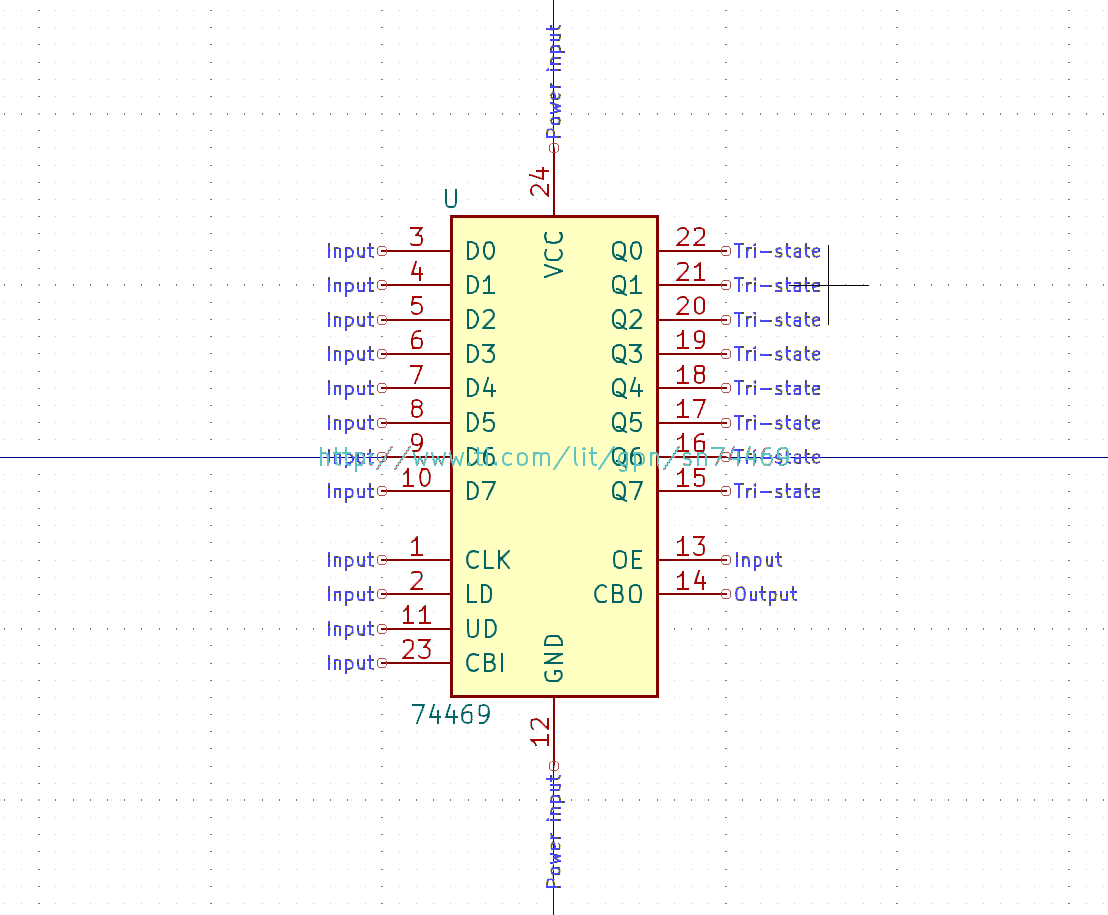 Power input
24
U
VCC
Input 3 D0 Q0 22 Tri-state
Input 4 D1 Q1 21 Tri-state
Input 5 D2 Q2 20 Tri-state
Input 6 D3 Q3 19 Tri-state
Input 7 D4 Q4 18 Tri-state
Input 8 D5 Q5 17 Tri-state
Input 9 D6 Q6 16 Tri-state
http://www.ti.com/lit/gpn/sn74469
Input 10 D7 Q7 15 Tri-state
Input 1 CLK OE 13 Input
Input 2 LD CBO 14 Output
Input 11 UD
Input 23 CBI
GND
74469
12
Power input